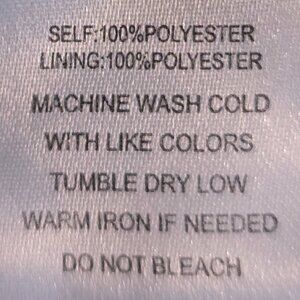 SELF:100%POLYESTER
LINING:100%POLYESTER
MACHINE WASH COLD
WITH LIKE COLORS
TUMBLE DRY LOW
WARM IRON IF NEEDED
DO NOT BLEACH